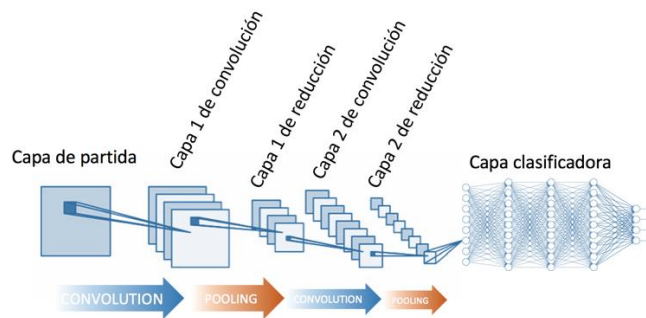 Capa de partida
Capa 1 de convolución
Capa 1 de reducción
Capa 2 de convolución
Capa 2 de reducción
Capa clasificadora
CONVOLUTION
POOLING
CONVOLUTION
POOLING